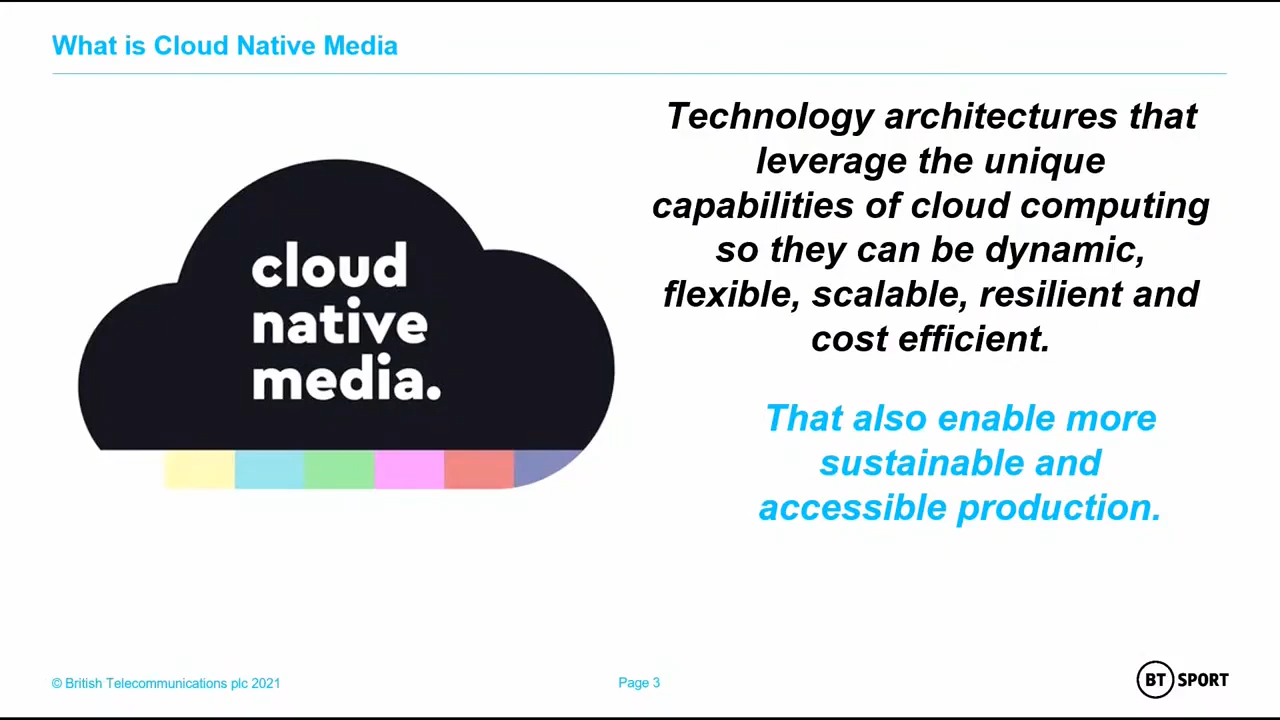 What is Cloud Native Media
cloud
native
media.
Technology architectures that
leverage the unique
capabilities of cloud computing
so they can be dynamic,
flexible, scalable, resilient and
cost efficient.
That also enable more
sustainable and
accessible production.
© British Telecommunications plc 2021
Page 3
BT SPORT